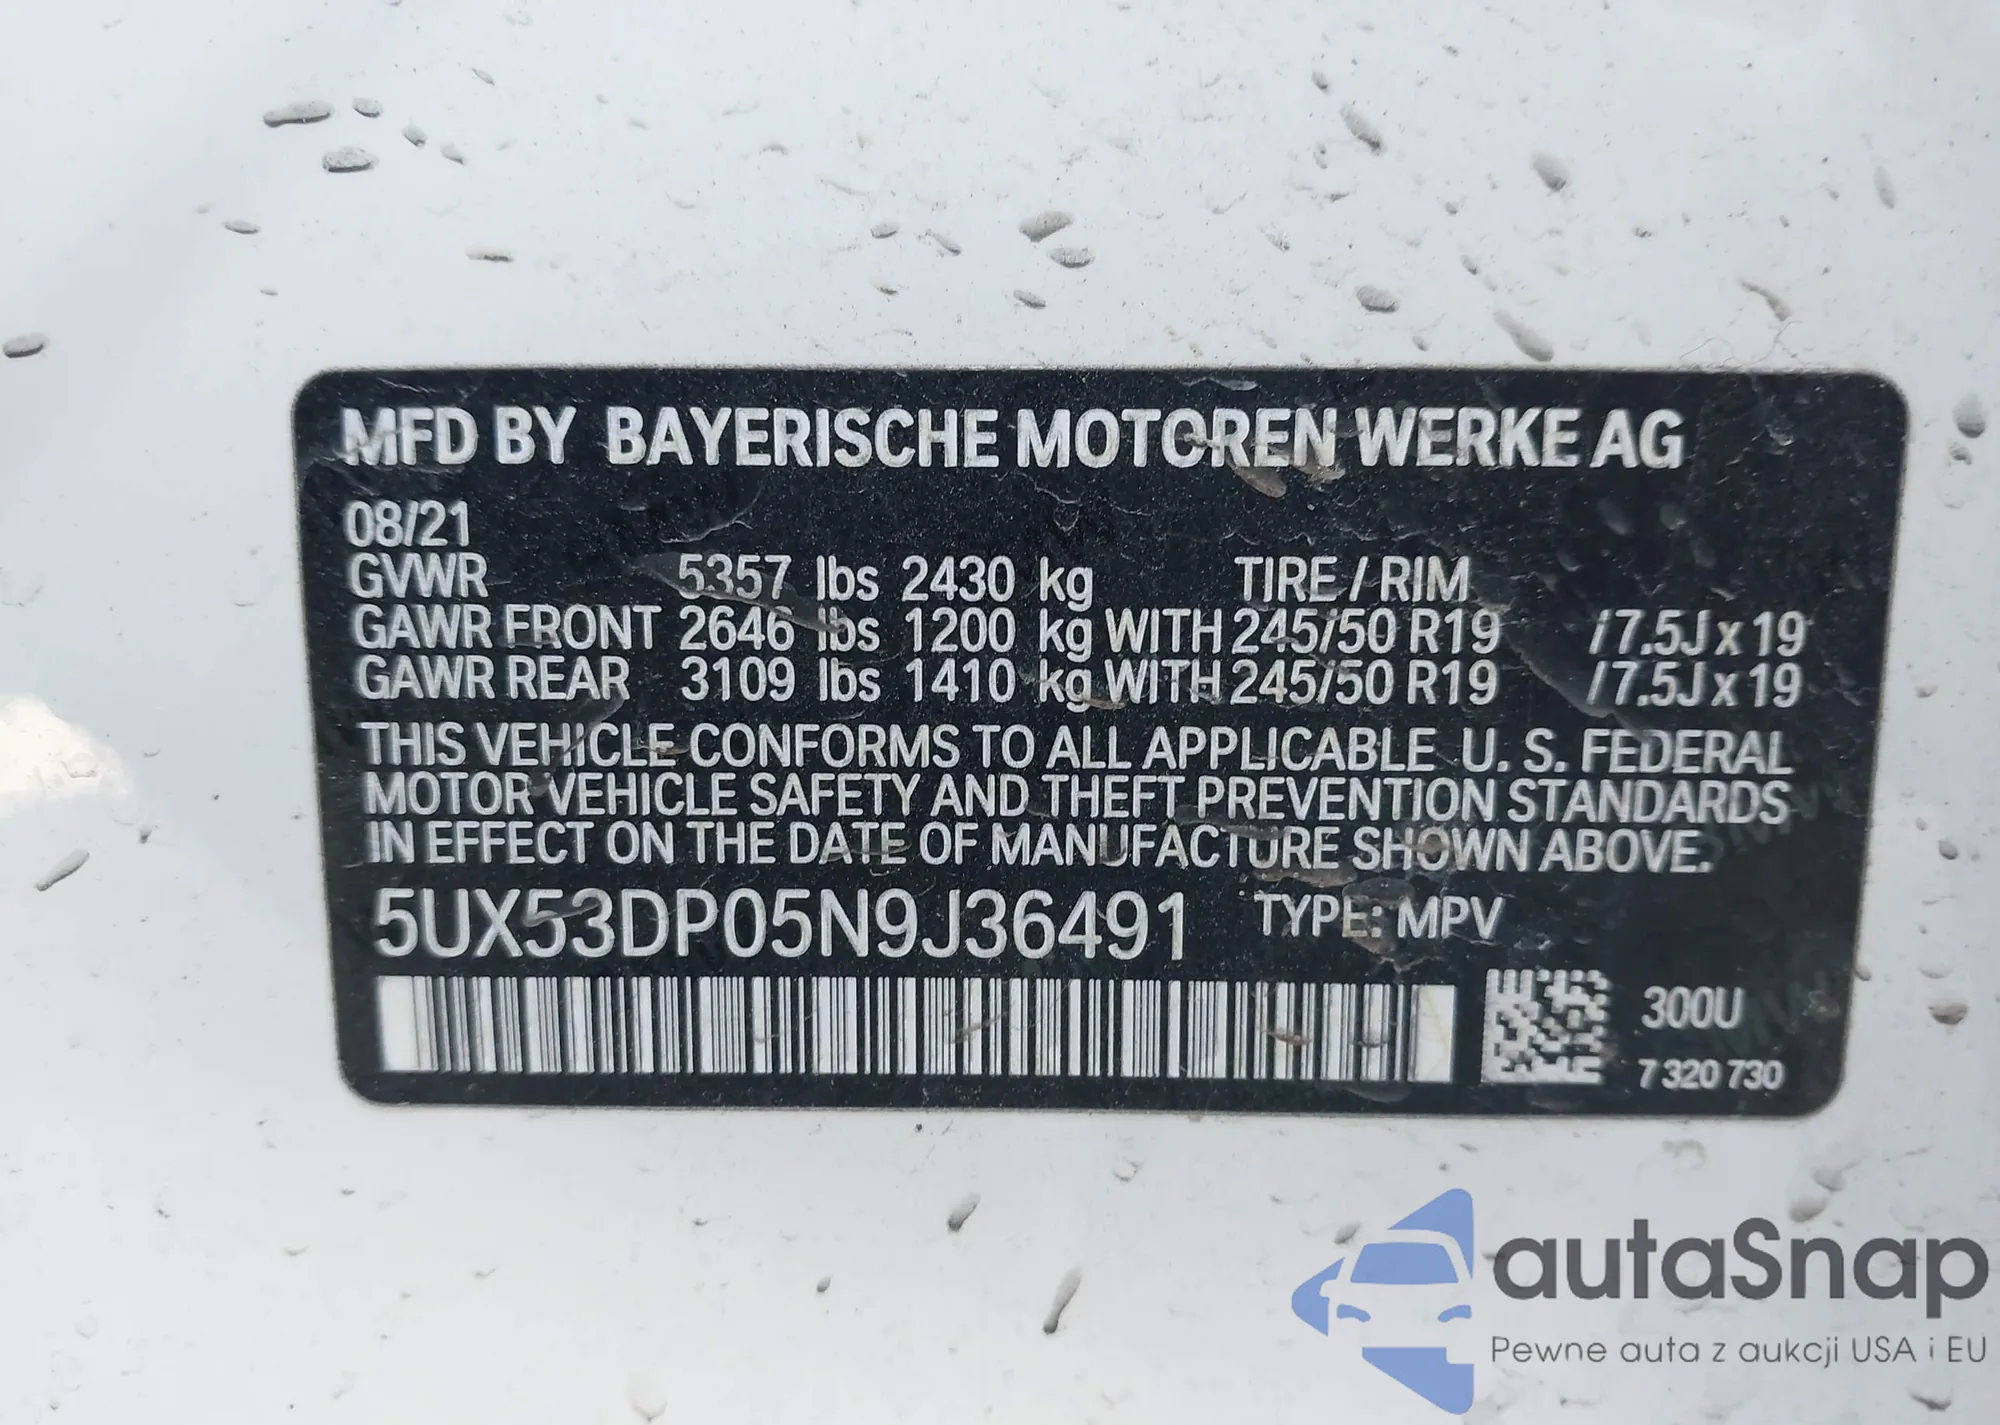 MFD BY BAYERISCHE MOTOREN WERKE AG
08/21
GVWR 5357 lbs 2430 kg TIRE / RIM
GAWR FRONT 2646 lbs 1200 kg WITH 245/50 R19 /7.5J x 19
GAWR REAR 3109 lbs 1410 kg WITH 245/50 R19 /7.5J x 19
THIS VEHICLE CONFORMS TO ALL APPLICABLE U. S. FEDERAL
MOTOR VEHICLE SAFETY AND THEFT PREVENTION STANDARDS
IN EFFECT ON THE DATE OF MANUFACTURE SHOWN ABOVE.
5UX53DP05N9J36491 TYPE: MPV
300U
7 320 730
autaSnap
Pewne auta z aukcji USA i EU